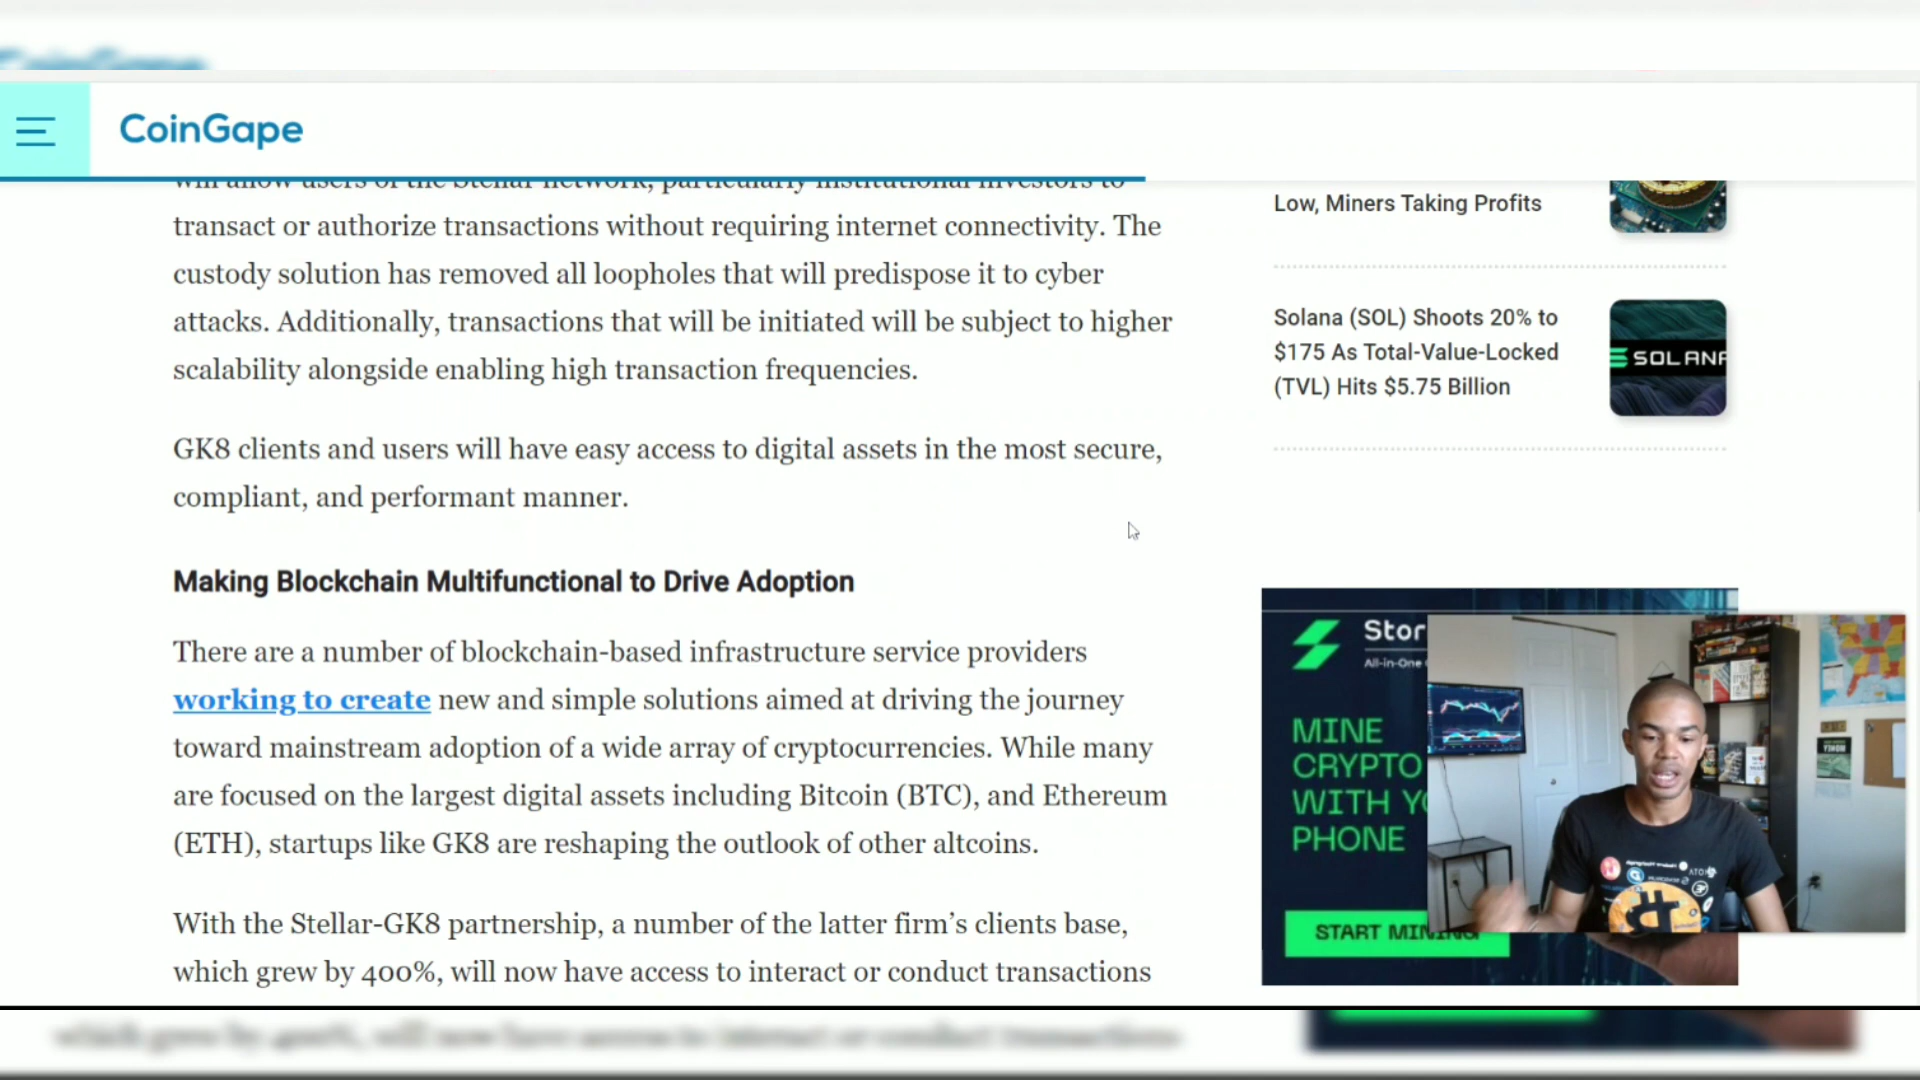 CoinGape
will allow users of the Stellar network, particularly institutional investors to
transact or authorize transactions without requiring internet connectivity. The
custody solution has removed all loopholes that will predispose it to cyber
attacks. Additionally, transactions that will be initiated will be subject to higher
scalability alongside enabling high transaction frequencies.
GK8 clients and users will have easy access to digital assets in the most secure,
compliant, and performant manner.
Making Blockchain Multifunctional to Drive Adoption
There are a number of blockchain-based infrastructure service providers
working to create new and simple solutions aimed at driving the journey
toward mainstream adoption of a wide array of cryptocurrencies. While many
are focused on the largest digital assets including Bitcoin (BTC), and Ethereum
(ETH), startups like GK8 are reshaping the outlook of other altcoins.
With the Stellar-GK8 partnership, a number of the latter firm’s clients base,
which grew by 400%, will now have access to interact or conduct transactions
Low, Miners Taking Profits
Solana (SOL) Shoots 20% to
$175 As Total-Value-Locked
(TVL) Hits $5.75 Billion
SOLANA
Stor
All-in-One
MINE
CRYPTO
WITH YO
PHONE
START MINING